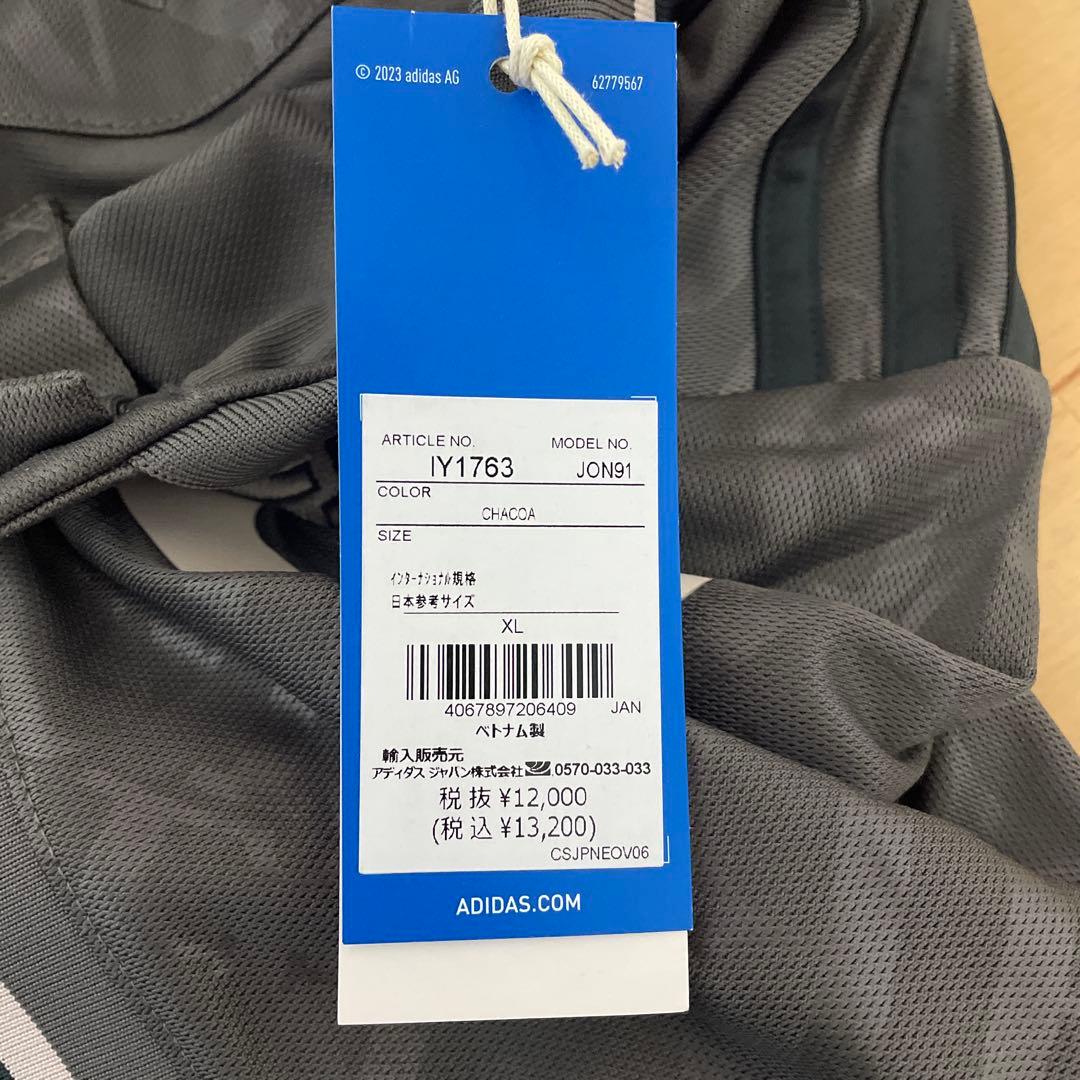 © 2023 adidas AG 62779567
ARTICLE NO. MODEL NO.
IY1763 JON91
COLOR
CHACOA
SIZE
インターナショナル規格
日本参考サイズ
XL
4067897206409 JAN
ベトナム製
輸入販売元
アディダス ジャパン株式会社 0570-033-033
税抜 ¥12,000
(税込 ¥13,200)
CSJPNEOV06
ADIDAS.COM